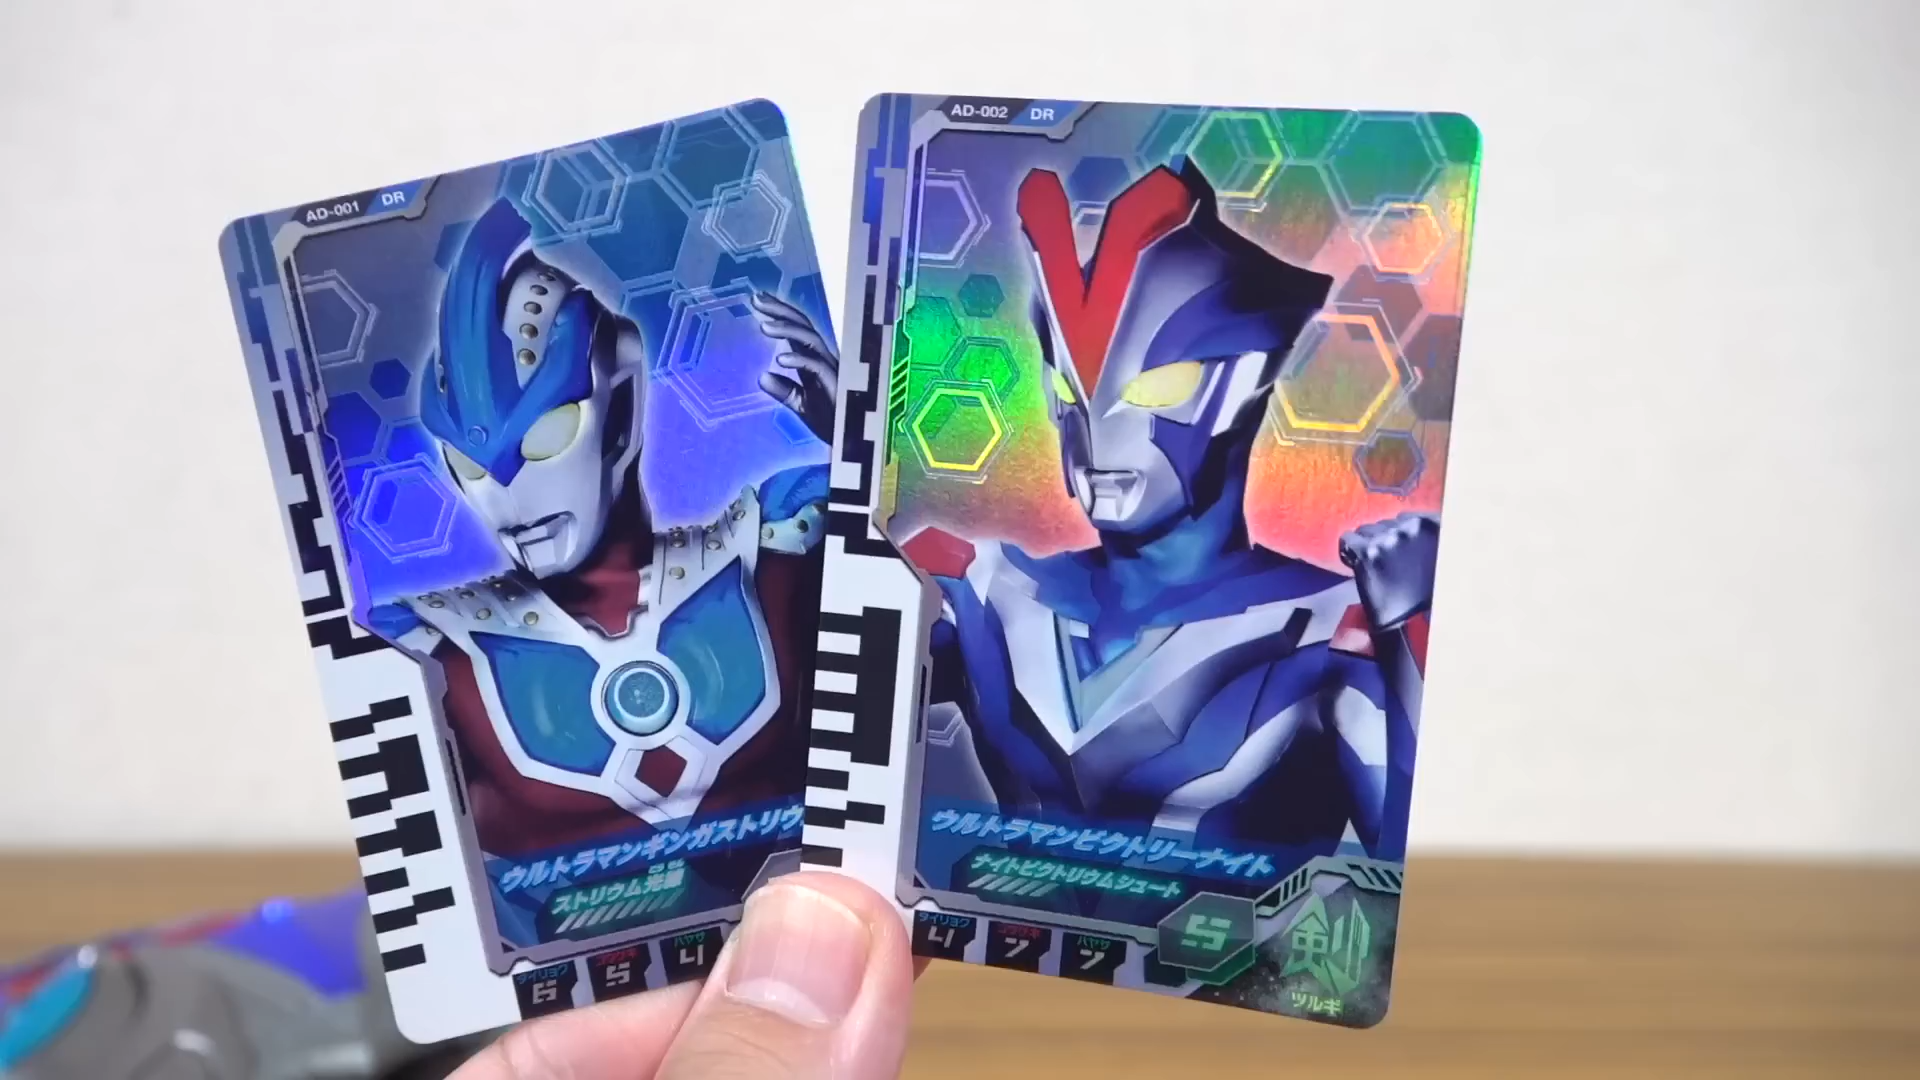 AD-001 DR
ウルトラマンギンガストリウ
ストリウム光線
タイリョク
6
コウゲキ
5
ハヤサ
4
AD-002 DR
ウルトラマンビクトリーナイト
ナイトビクトリウムシュート
タイリョク
4
コウゲキ
7
ハヤサ
7
5
剣
ツルギ